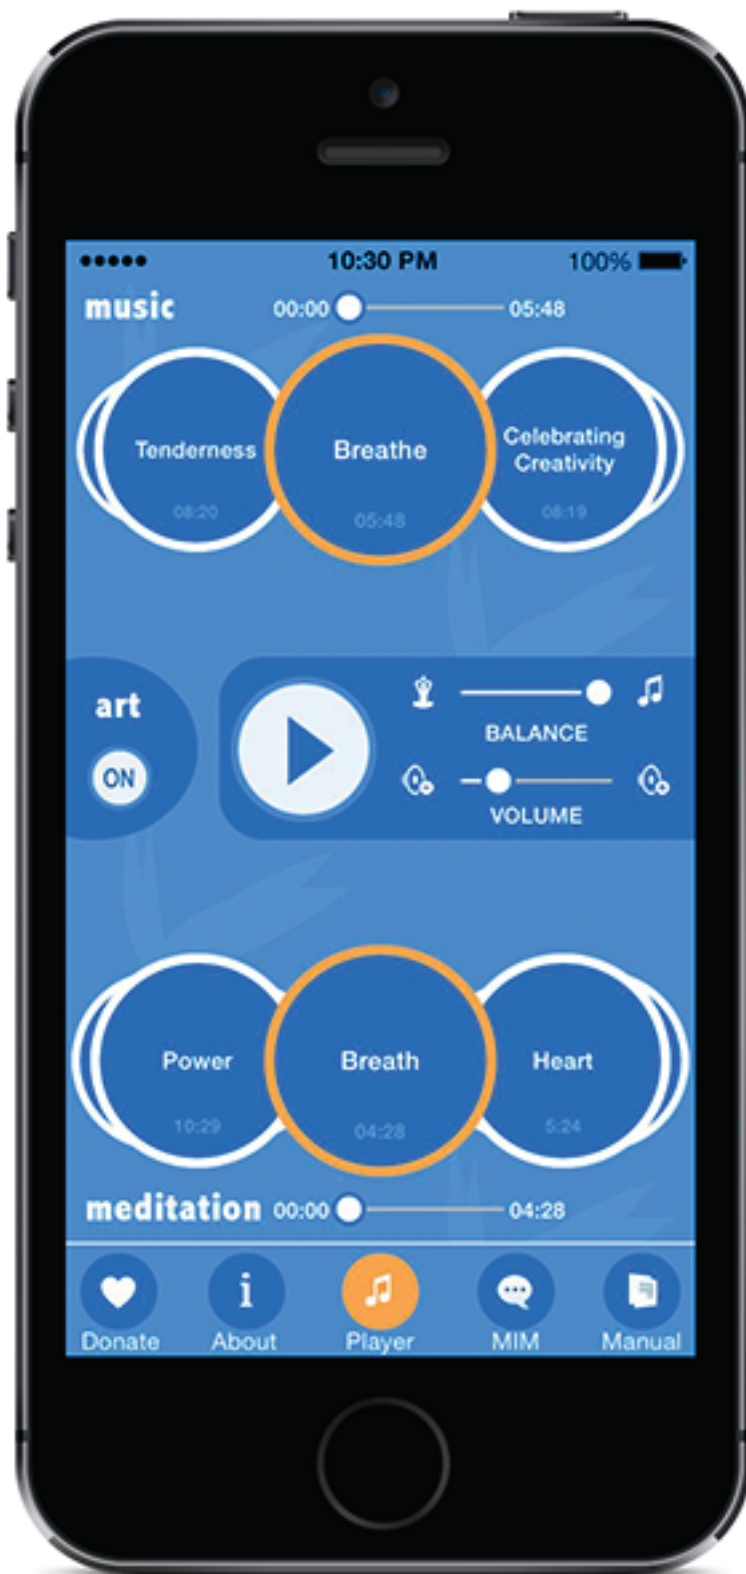 10:30 PM 100%
music 00:00 05:48
Tenderness
08:20
Breathe
05:48
Celebrating
Creativity
08:19
art
ON
BALANCE
VOLUME
Power
10:29
Breath
04:28
Heart
5:24
meditation 00:00 04:28
Donate About Player MIM Manual